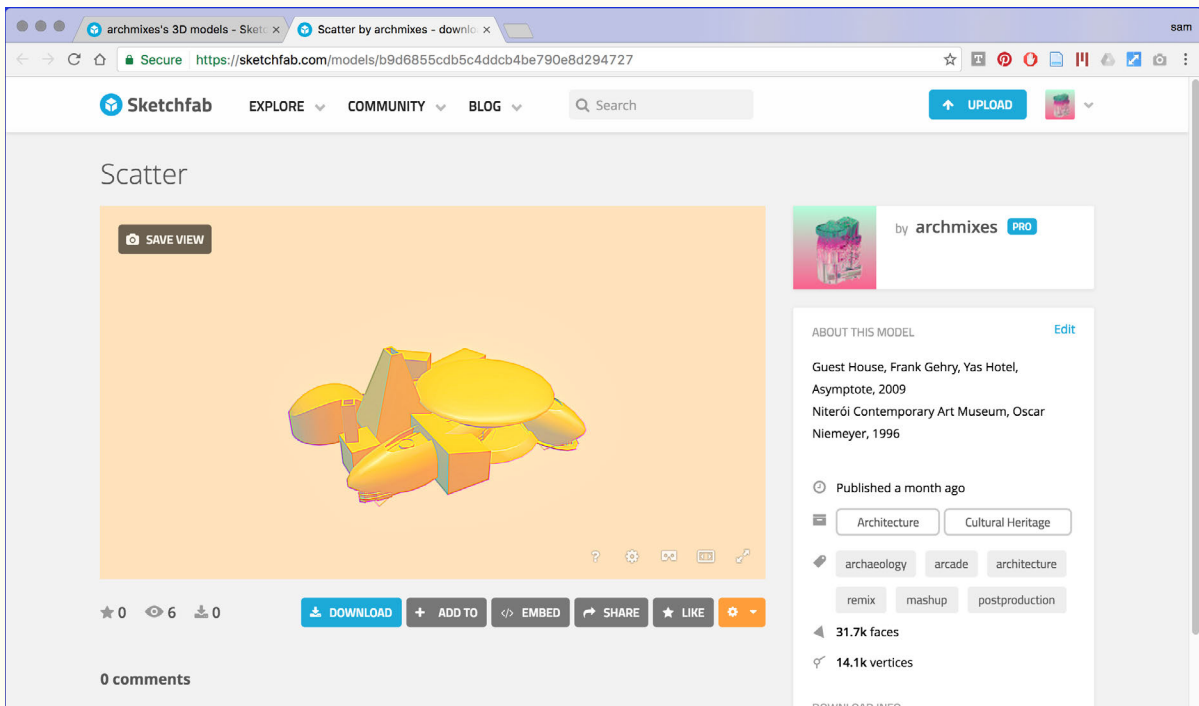 archmixes's 3D models - Sketc
Scatter by archmixes - downlo
sam
Secure
https://sketchfab.com/models/b9d6855cdb5c4ddcb4be790e8d294727
Sketchfab
EXPLORE
COMMUNITY
BLOG
Search
UPLOAD
Scatter
SAVE VIEW
by archmixes PRO
ABOUT THIS MODEL
Edit
Guest House, Frank Gehry, Yas Hotel,
Asymptote, 2009
Niterói Contemporary Art Museum, Oscar
Niemeyer, 1996
Published a month ago
Architecture
Cultural Heritage
archaeology
arcade
architecture
remix
mashup
postproduction
31.7k faces
14.1k vertices
DOWNLOAD INFO
?
0
6
0
DOWNLOAD
+ ADD TO
</> EMBED
SHARE
LIKE
0 comments